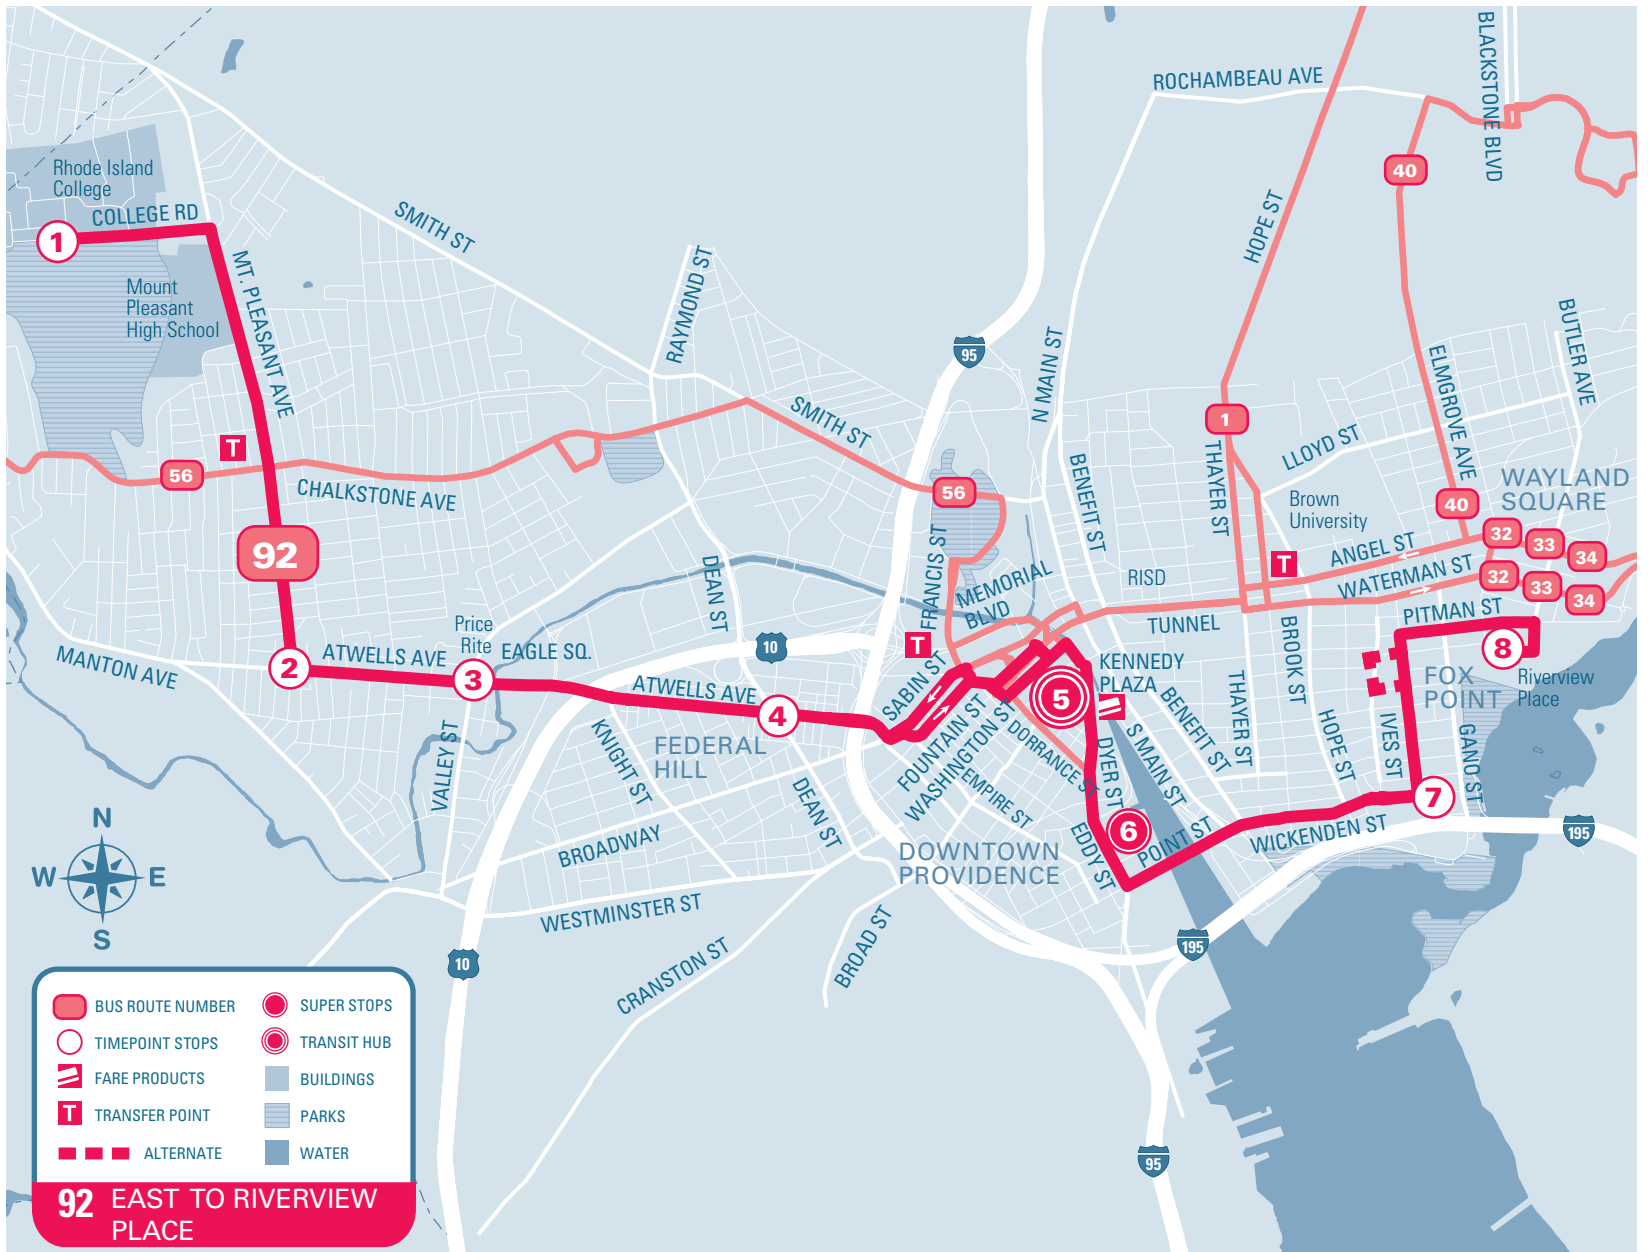 ROCHAMBEAU AVE
BLACKSTONE BLVD
Rhode Island
College
COLLEGE RD
1
SMITH ST
40
HOPE ST
MT. PLEASANT AVE
Mount
Pleasant
High School
RAYMOND ST
95
N MAIN ST
BUTLER AVE
ELMGROVE AVE
SMITH ST
1
THAYER ST
LLOYD ST
T
56
CHALKSTONE AVE
56
BENEFIT ST
Brown
University
40
WAYLAND
SQUARE
32
33
34
ANGEL ST
T
WATERMAN ST
32
33
34
92
DEAN ST
FRANCIS ST
MEMORIAL
BLVD
RISD
TUNNEL
PITMAN ST
Price
Rite
EAGLE SQ.
MANTON AVE
2
ATWELLS AVE
3
10
T
SABIN ST
KENNEDY
PLAZA
BROOK ST
8
Riverview
Place
FOX
POINT
ATWELLS AVE
4
5
THAYER ST
BENEFIT ST
HOPE ST
IVES ST
GANO ST
KNIGHT ST
FEDERAL
HILL
VALLEY ST
FOUNTAIN ST
WASHINGTON ST
EMPIRE ST
DORRANCE ST
DYER ST
S MAIN ST
DEAN ST
7
BROADWAY
6
EDDY ST
POINT ST
WICKENDEN ST
195
DOWNTOWN
PROVIDENCE
N
W
E
S
WESTMINSTER ST
CRANSTON ST
BROAD ST
195
10
95
BUS ROUTE NUMBER
SUPER STOPS
TIMEPOINT STOPS
TRANSIT HUB
FARE PRODUCTS
BUILDINGS
T
TRANSFER POINT
PARKS
ALTERNATE
WATER
92 EAST TO RIVERVIEW
PLACE